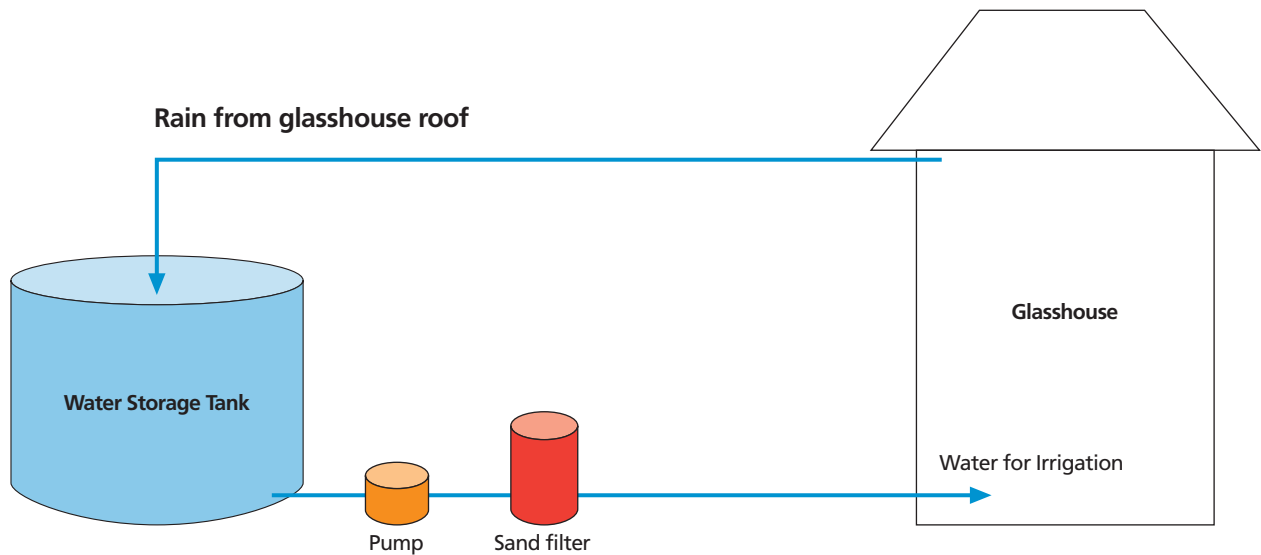 Rain from glasshouse roof
Glasshouse
Water Storage Tank
Water for Irrigation
Pump
Sand filter